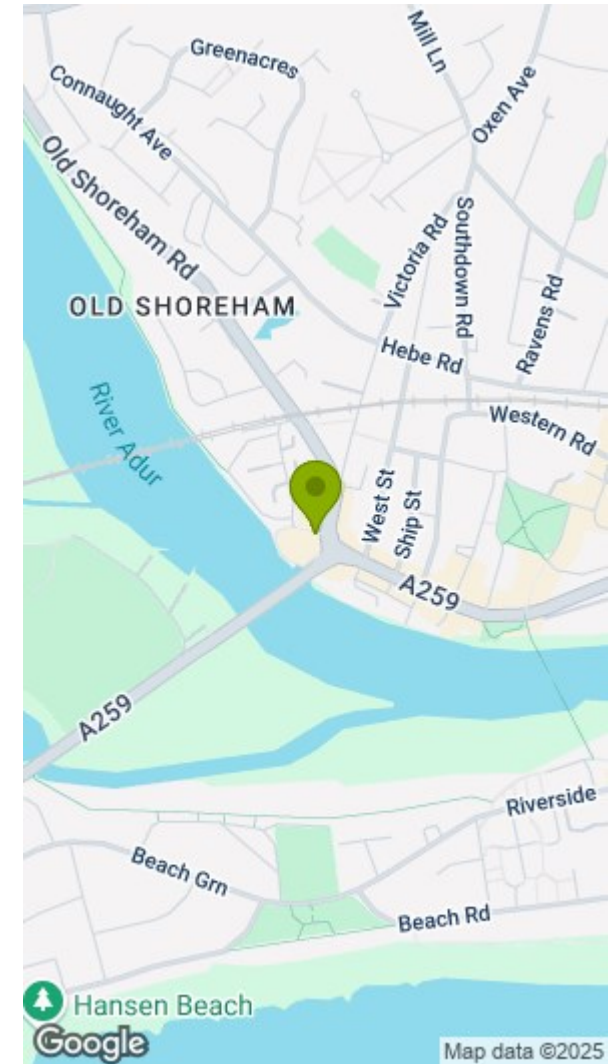 Greenacres
Mill Ln
Oxen Ave
Connaught Ave
Old Shoreham Rd
Victoria Rd
Southdown Rd
OLD SHOREHAM
Ravens Rd
Hebe Rd
River Adur
Western Rd
West St
Ship St
A259
A259
Riverside
Beach Grn
Beach Rd
Hansen Beach
Google
Map data ©2025